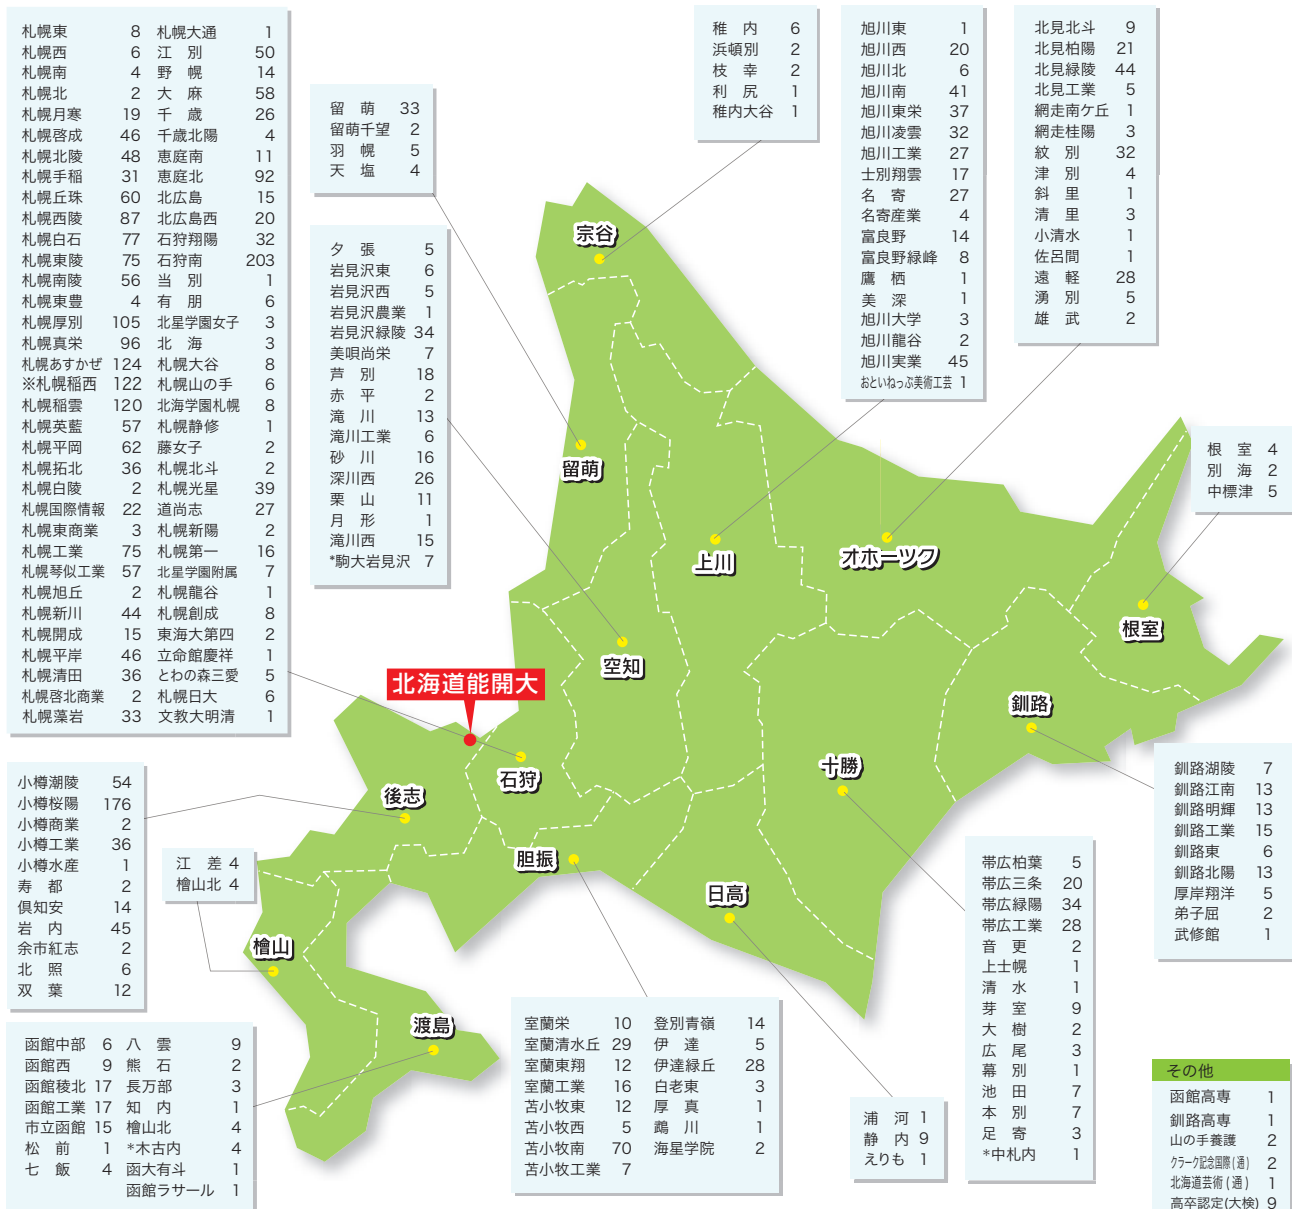 札幌東 8 札幌大通 1
札幌西 6 江別 50
札幌南 4 野幌 14
札幌北 2 大麻 58
札幌月寒 19 千歳 26
札幌啓成 46 千歳北陽 4
札幌北陵 48 恵庭南 11
札幌手稲 31 恵庭北 92
札幌丘珠 60 北広島 15
札幌西陵 87 北広島西 20
札幌白石 77 石狩翔陽 32
札幌東陵 75 石狩南 203
札幌南陵 56 当別 1
札幌東豊 4 有朋 6
札幌厚別 105 北星学園女子 3
札幌真栄 96 北海 3
札幌あすかぜ 124 札幌大谷 8
※札幌稲西 122 札幌山の手 6
札幌稲雲 120 北海学園札幌 8
札幌英藍 57 札幌静修 1
札幌平岡 62 藤女子 2
札幌拓北 36 札幌北斗 2
札幌白陵 2 札幌光星 39
札幌国際情報 22 道尚志 27
札幌東商業 3 札幌新陽 2
札幌工業 75 札幌第一 16
札幌琴似工業 57 北星学園附属 7
札幌旭丘 2 札幌龍谷 1
札幌新川 44 札幌創成 8
札幌開成 15 東海大第四 2
札幌平岸 46 立命館慶祥 1
札幌清田 36 とわの森三愛 5
札幌啓北商業 2 札幌日大 6
札幌藻岩 33 文教大明清 1
留萌 33
留萌千望 2
羽幌 5
天塩 4
夕張 5
岩見沢東 6
岩見沢西 5
岩見沢農業 1
岩見沢緑陵 34
美唄尚栄 7
芦別 18
赤平 2
滝川 13
滝川工業 6
砂川 16
深川西 26
栗山 11
月形 1
滝川西 15
*駒大岩見沢 7
稚内 6
浜頓別 2
枝幸 2
利尻 1
稚内大谷 1
旭川東 1
旭川西 20
旭川北 6
旭川南 41
旭川東栄 37
旭川凌雲 32
旭川工業 27
士別翔雲 17
名寄 27
名寄産業 4
富良野 14
富良野緑峰 8
鷹栖 1
美深 1
旭川大学 3
旭川龍谷 2
旭川実業 45
おといねっぷ美術工芸 1
北見北斗 9
北見柏陽 21
北見緑陵 44
北見工業 5
網走南ケ丘 1
網走桂陽 3
紋別 32
津別 4
斜里 1
清里 3
小清水 1
佐呂間 1
遠軽 28
湧別 5
雄武 2
根室 4
別海 2
中標津 5
宗谷
留萌
上川
オホーツク
根室
空知
北海道能開大
釧路
石狩
十勝
後志
胆振
日高
檜山
渡島
小樽潮陵 54
小樽桜陽 176
小樽商業 2
小樽工業 36
小樽水産 1
寿都 2
倶知安 14
岩内 45
余市紅志 2
北照 6
双葉 12
江差 4
檜山北 4
函館中部 6 八雲 9
函館西 9 熊石 2
函館稜北 17 長万部 3
函館工業 17 知内 1
市立函館 15 檜山北 4
松前 1 *木古内 4
七飯 4 函大有斗 1
函館ラサール 1
室蘭栄 10 登別青嶺 14
室蘭清水丘 29 伊達 5
室蘭東翔 12 伊達緑丘 28
室蘭工業 16 白老東 3
苫小牧東 12 厚真 1
苫小牧西 5 鵡川 1
苫小牧南 70 海星学院 2
苫小牧工業 7
浦河 1
静内 9
えりも 1
帯広柏葉 5
帯広三条 20
帯広緑陽 34
帯広工業 28
音更 2
上士幌 1
清水 1
芽室 9
大樹 2
広尾 3
幕別 1
池田 7
本別 7
足寄 3
*中札内 1
釧路湖陵 7
釧路江南 13
釧路明輝 13
釧路工業 15
釧路東 6
釧路北陽 13
厚岸翔洋 5
弟子屈 2
武修館 1
その他
函館高専 1
釧路高専 1
山の手養護 2
クラーク記念国際(通) 2
北海道芸術(通) 1
高卒認定(大検) 9